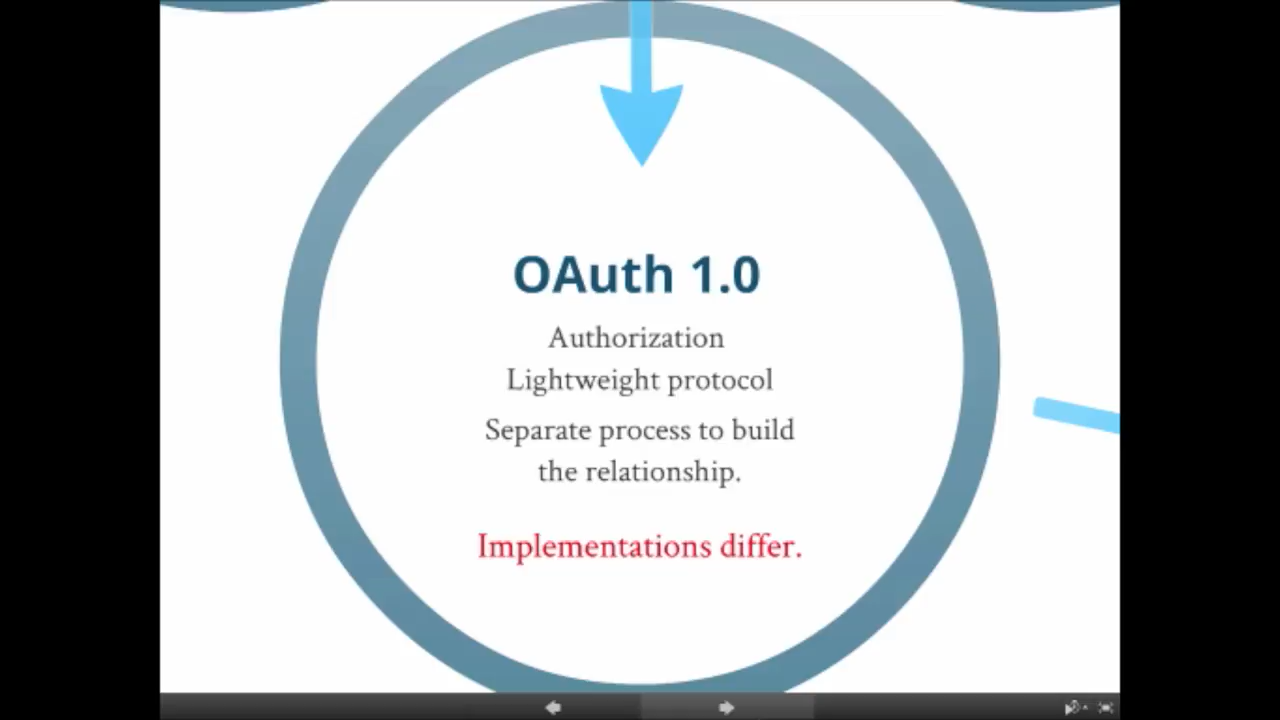 OAuth 1.0
Authorization
Lightweight protocol
Separate process to build
the relationship.
Implementations differ.